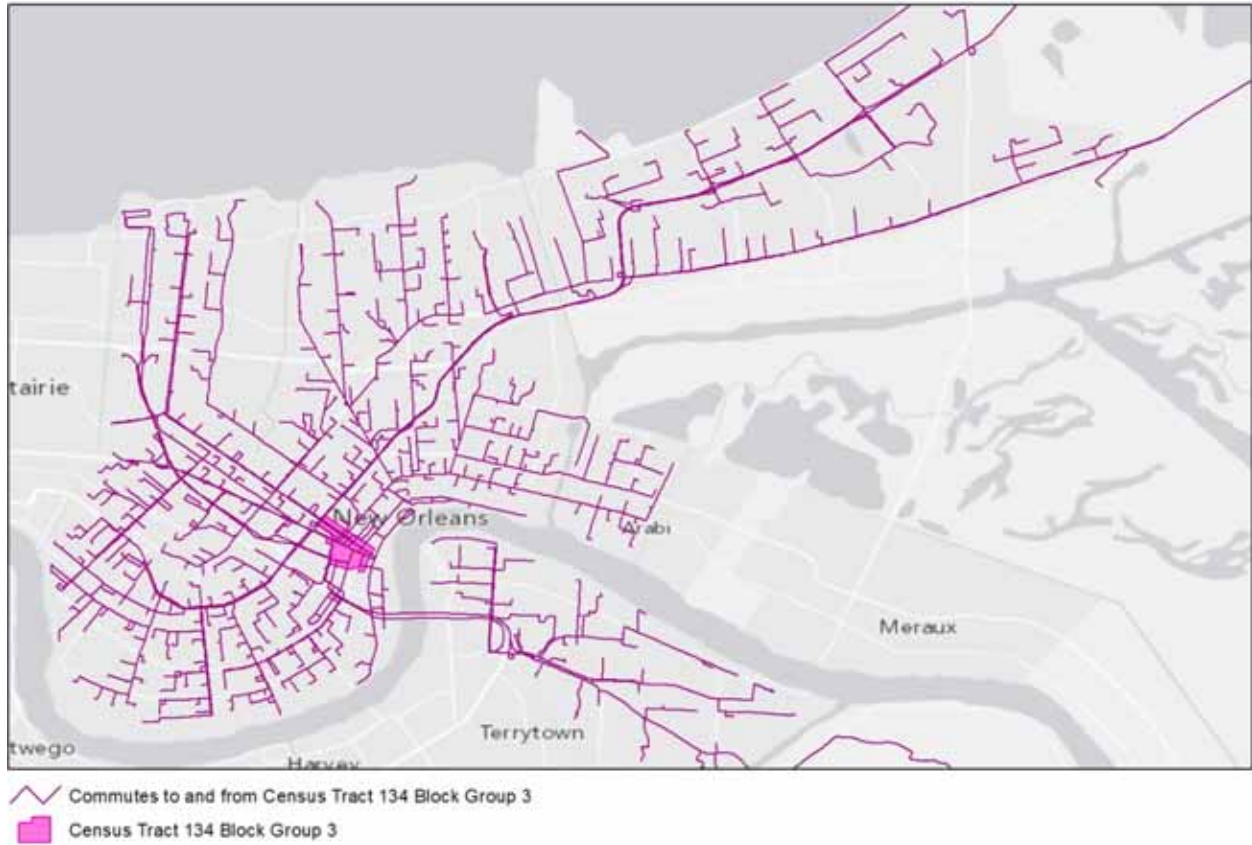 tairie
New Orleans
Arabi
Meraux
Terrytown
twego
Harvey
Commutes to and from Census Tract 134 Block Group 3
Census Tract 134 Block Group 3